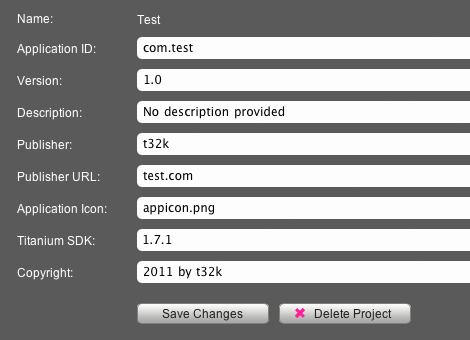 Name: Test
Application ID: com.test
Version: 1.0
Description: No description provided
Publisher: t32k
Publisher URL: test.com
Application Icon: appicon.png
Titanium SDK: 1.7.1
Copyright: 2011 by t32k
Save Changes Delete Project